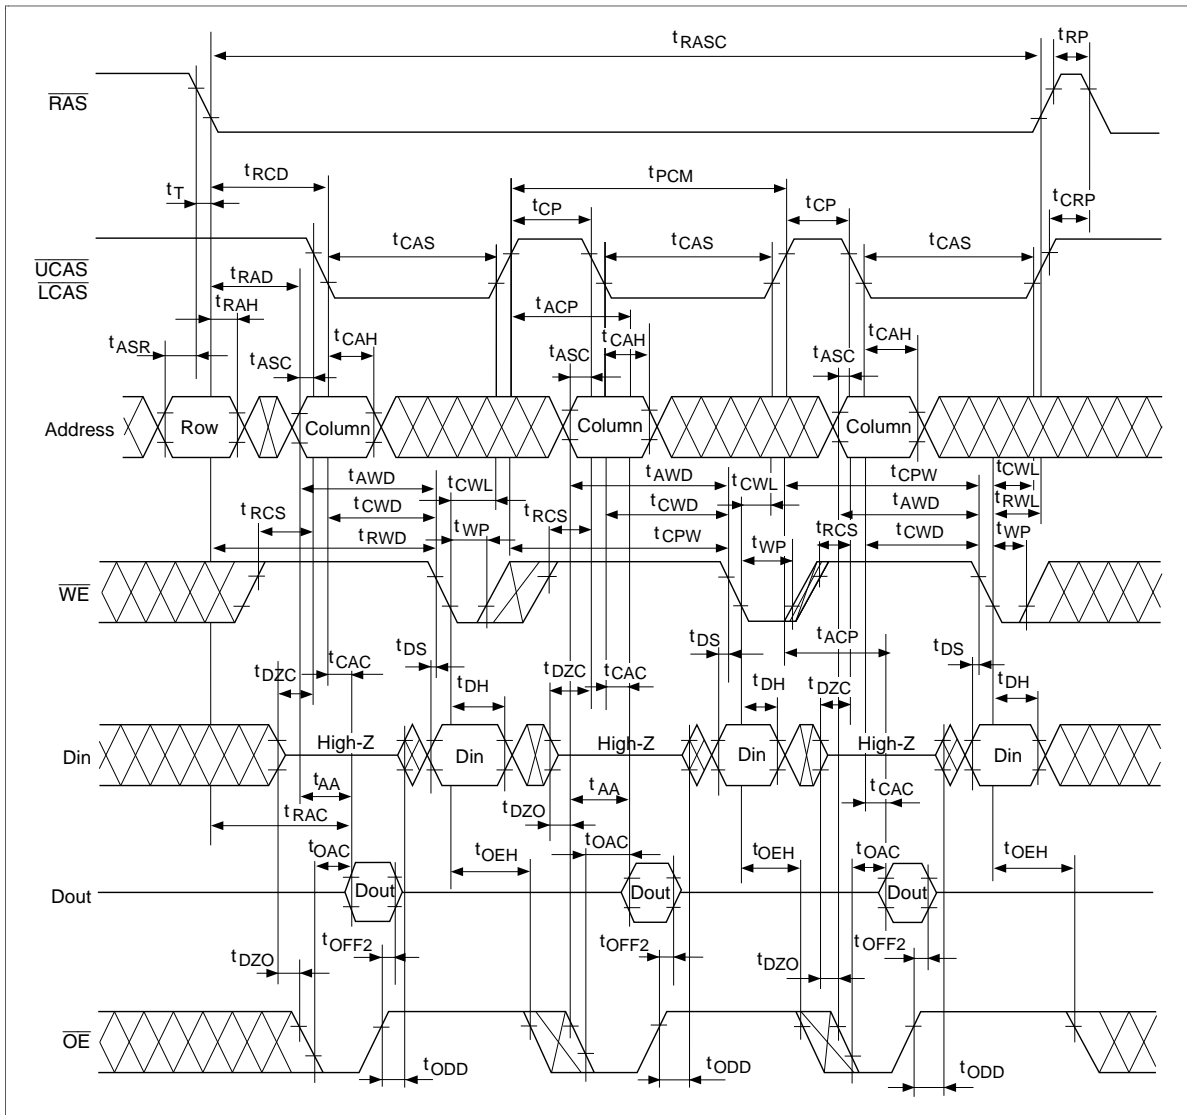 tRASC tRP
RAS
tRCD tPCM
tT tCP tCP tCRP
UCAS tCAS tCAS tCAS
LCAS tRAD
tRAH tACP
tASR tCAH tCAH tCAH
tASC tASC tASC
Address Row Column Column Column
tAWD tCWL tAWD tCWL tCPW tCWL
tRCS tCWD tRCS tCWD tRCS tAWD tRWL
tRWD tWP tCPW tWP tCWD tWP
WE
tACP
tDZC tCAC tDS tDZC tCAC tDS tDZC tDS
tDH tDH tDH
Din High-Z Din High-Z Din High-Z Din
tAA tAA tCAC
tRAC tDZO
tOAC tOEH tOAC tOEH tOAC tOEH
Dout Dout Dout Dout
tDZO tOFF2 tOFF2 tDZO tOFF2
OE
tODD tODD tODD